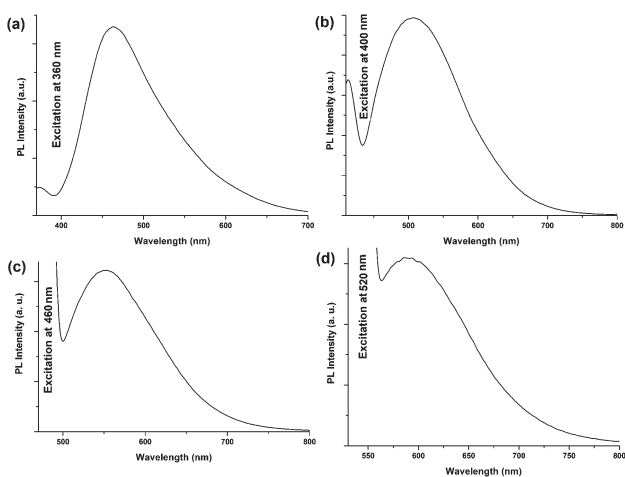 (a)
PL Intensity (a.u.)
Excitation at 360 nm
400 500 600 700
Wavelength (nm)
(b)
PL Intensity (a.u.)
Excitation at 400 nm
500 600 700 800
Wavelength (nm)
(c)
PL Intensity (a. u.)
Excitation at 460 nm
500 600 700 800
Wavelength (nm)
(d)
PL Intensity (a. u.)
Excitation at 520 nm
550 600 650 700 750 800
Wavelength (nm)